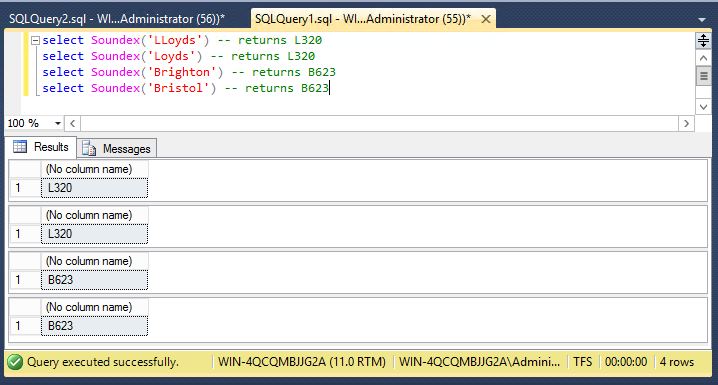 SQLQuery2.sql - WI...Administrator (56))* SQLQuery1.sql - WI...Administrator (55))*
select Soundex('LLoyds') -- returns L320
select Soundex('Loyds') -- returns L320
select Soundex('Brighton') -- returns B623
select Soundex('Bristol') -- returns B623
100 %
Results Messages
(No column name)
1 L320
(No column name)
1 L320
(No column name)
1 B623
(No column name)
1 B623
Query executed successfully. WIN-4QCQMBJJG2A (11.0 RTM) WIN-4QCQMBJJG2A\Admini... TFS 00:00:00 4 rows